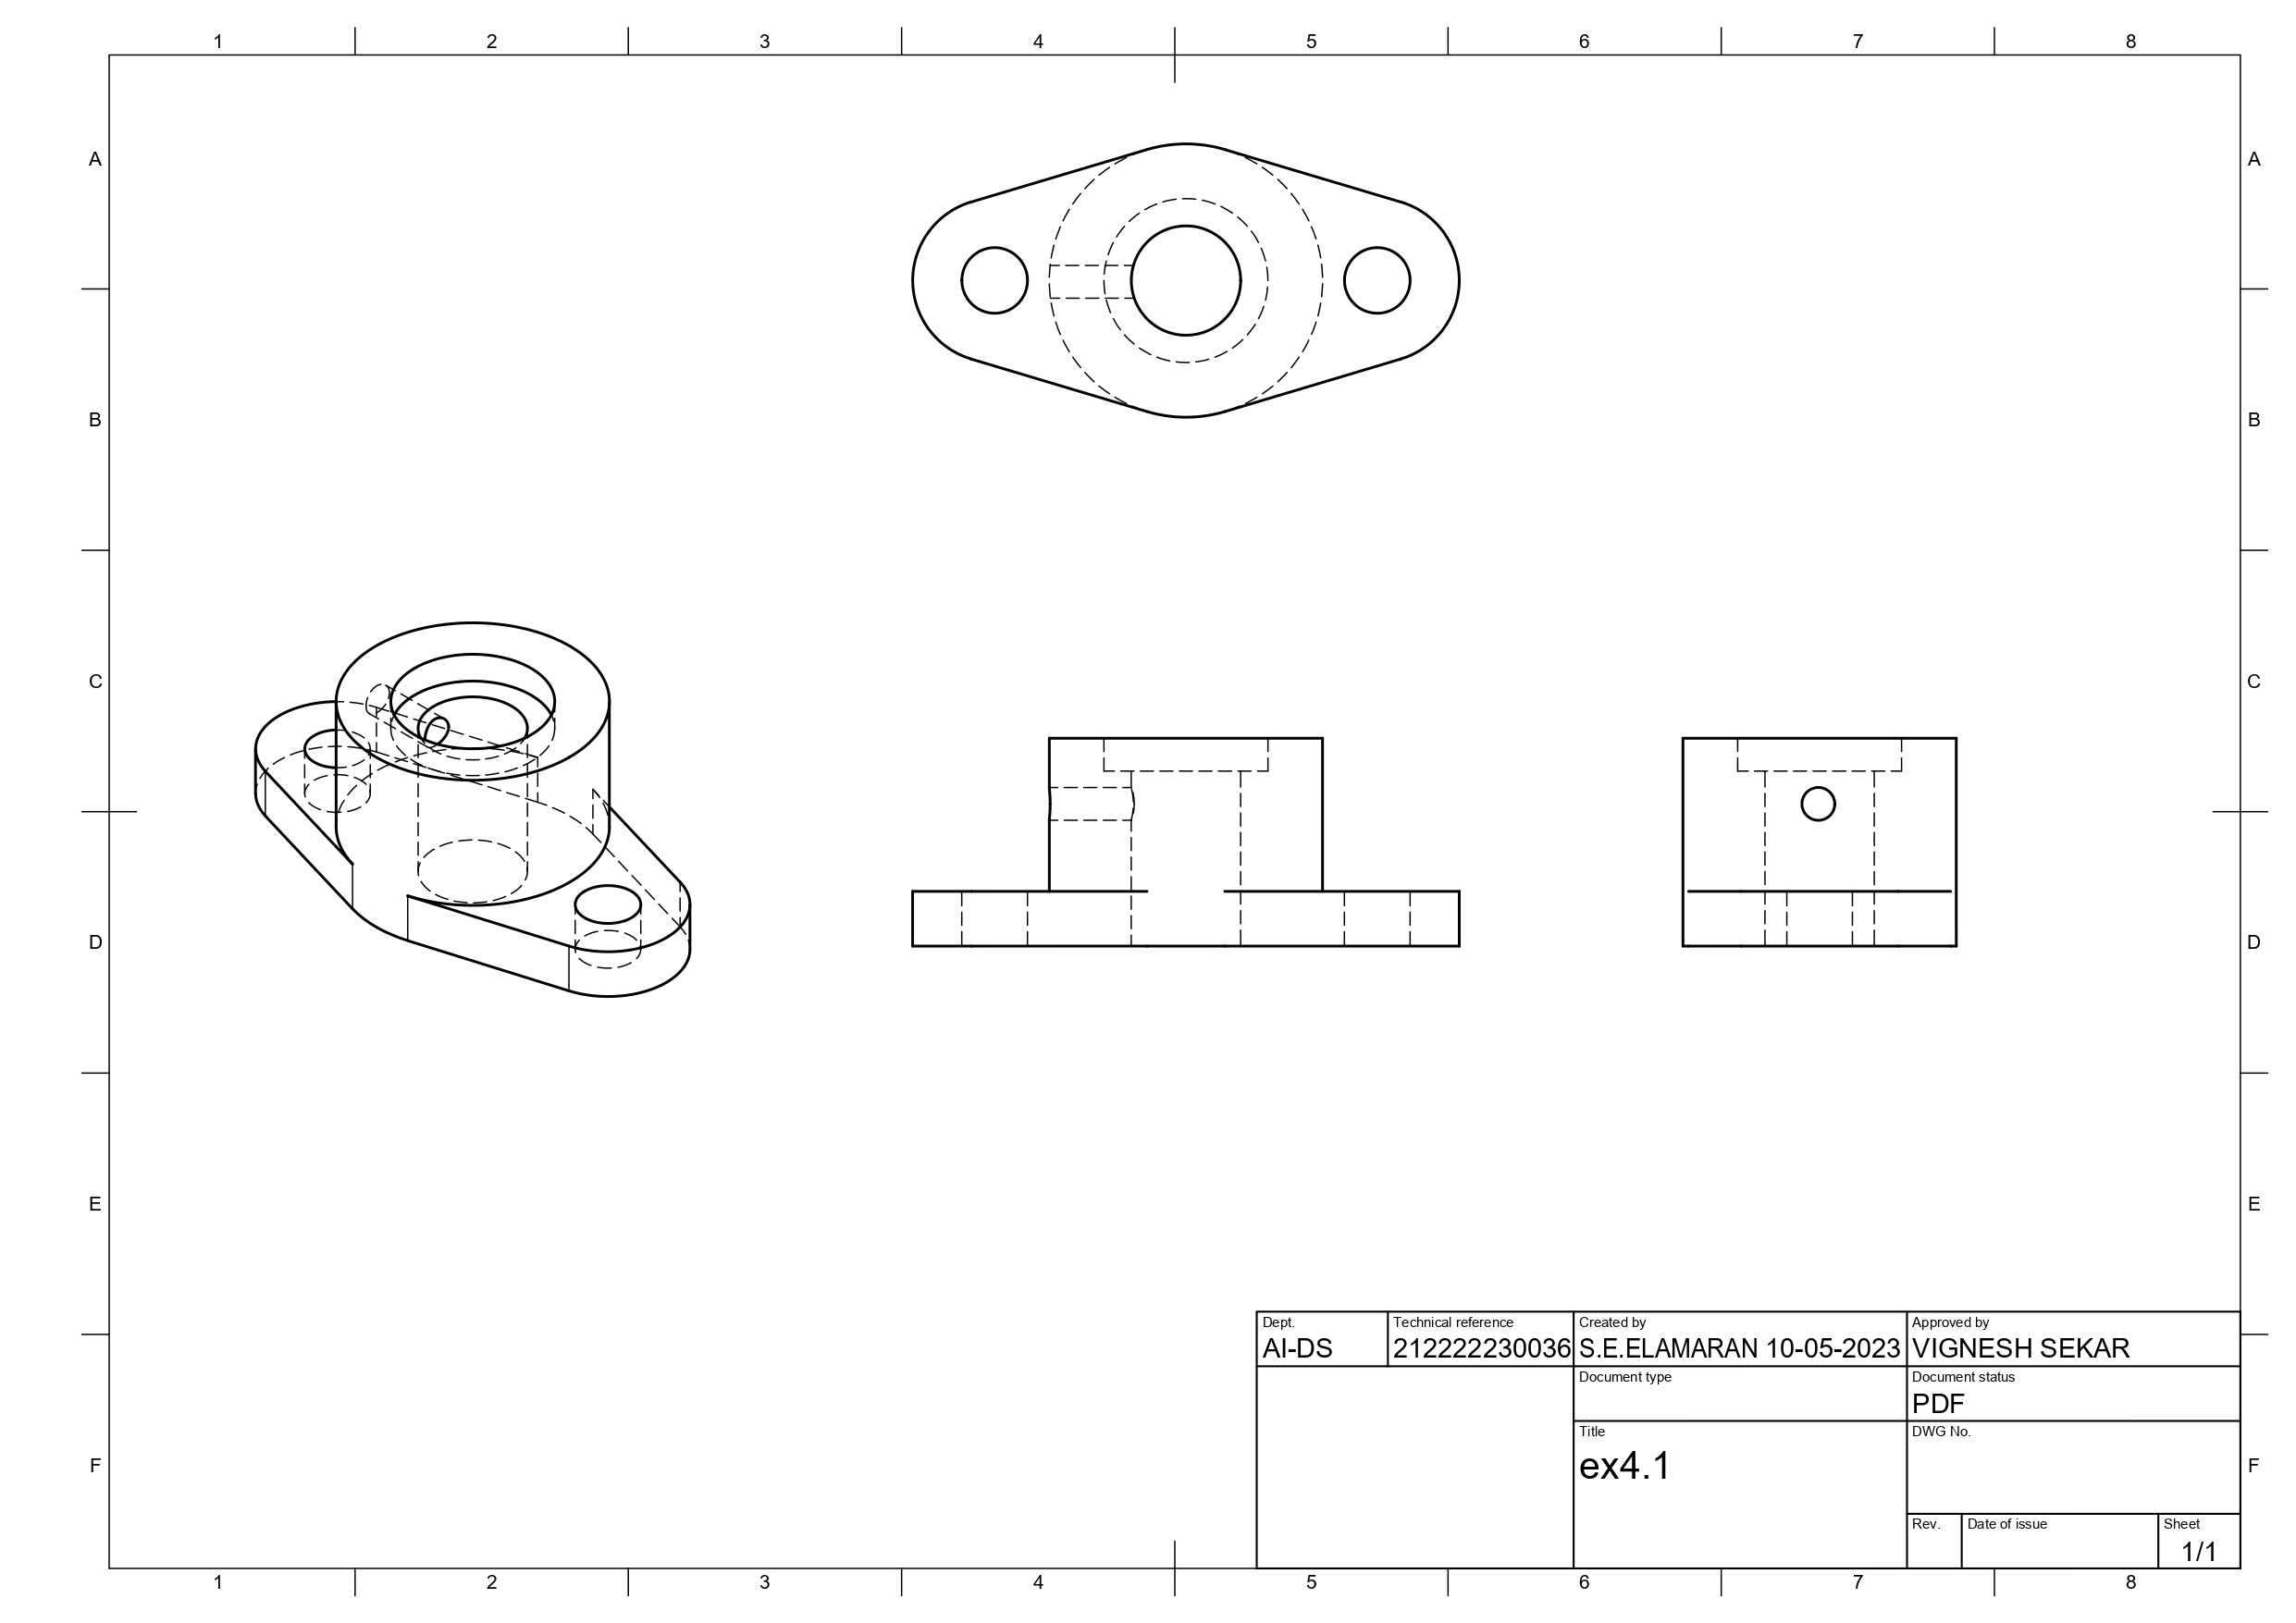 1 2 3 4 5 6 7 8
A A
B B
C C
D D
E E
F F
Dept. Technical reference Created by Approved by
AI-DS 212222230036 S.E.ELAMARAN 10-05-2023 VIGNESH SEKAR
Document type Document status
PDF
Title DWG No.
ex4.1
Rev. Date of issue Sheet
1/1
1 2 3 4 5 6 7 8